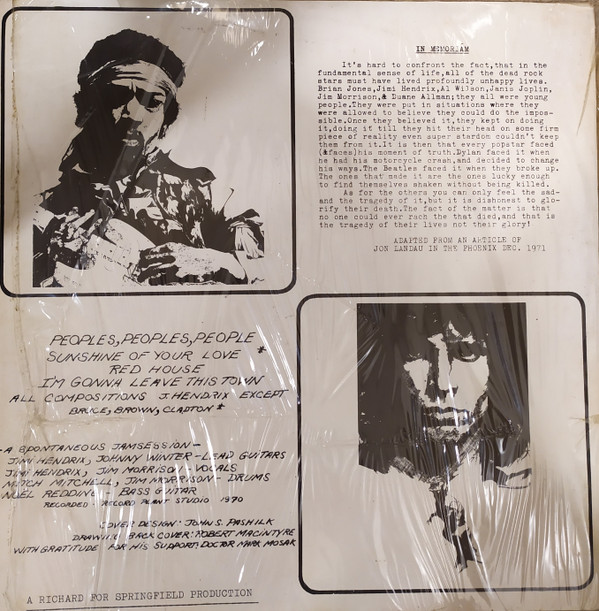 IN MEMORIAM
It's hard to confront the fact,that in the
fundamental sense of life,all of the dead rock
stars must have lived profoundly unhappy lives.
Brian Jones,Jimi Hendrix,Al Wilson,Janis Joplin,
Jim Morrison,& Duane Allman;they all were young
people.They were put in situations where they
were allowed to believe they could do the impos-
sible.Once they believed it,they kept on doing
it,doing it till they hit their head on some firm
piece of reality even super stardom couldn't keep
them from it.It is then that every popstar faced
(&faces)his moment of truth.Dylan faced it when
he had his motorcycle crash,and decided to change
his ways.The Beatles faced it when they broke up.
The ones that made it are the ones lucky enough
to find themselves shaken without being killed.
As for the others you can only feel the sad-
and the tragedy of it,but it is dishonest to glo-
rify their death.The fact of the matter is that
no one could ever rach the that died,and that is
the tragedy of their lives not their glory!
ADAPTED FROM AN ARTICLE OF
JON LANDAU IN THE PHOENIX DEC. 1971
PEOPLES,PEOPLES,PEOPLE
SUNSHINE OF YOUR LOVE *
RED HOUSE
I'M GONNA LEAVE THIS TOWN
ALL COMPOSITIONS J.HENDRIX EXCEPT
BRUCE, BROWN, CLAPTON *
-A SPONTANEOUS JAMSESSION-
JIMI HENDRIX, JOHNNY WINTER-LEAD GUITARS
JIMI HENDRIX, JIM MORRISON-VOCALS
MITCH MITCHELL, JIM MORRISON-DRUMS
NOEL REDDING BASS GUITAR
RECORDED - RECORD PLANT STUDIO 1970
COVER DESIGN: JOHN S. PASHILK
DRAWING BACK COVER: ROBERT MACINTYRE
WITH GRATITUDE FOR HIS SUPPORT; DOCTOR MARK MOSAK
A RICHARD FOR SPRINGFIELD PRODUCTION